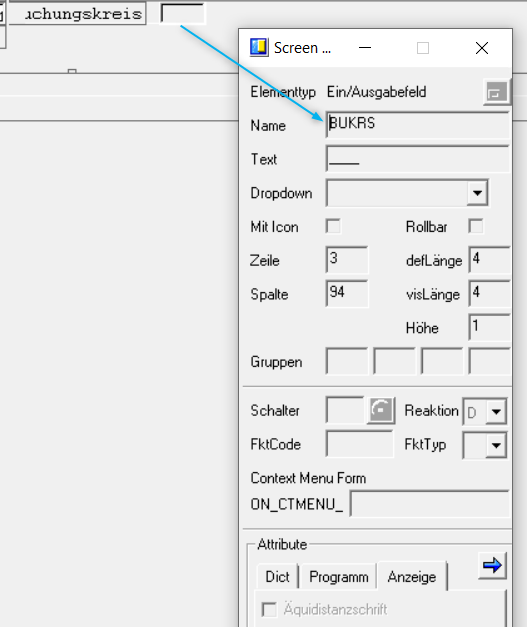 uchungskreis
Screen ...
Elementtyp Ein/Ausgabefeld
Name BUKRS
Text ____
Dropdown
Mit Icon Rollbar
Zeile 3 defLänge 4
Spalte 94 visLänge 4
Höhe 1
Gruppen
Schalter Reaktion D
FktCode FktTyp
Context Menu Form
ON_CTMENU_
Attribute
Dict Programm Anzeige
Äquidistanzschrift